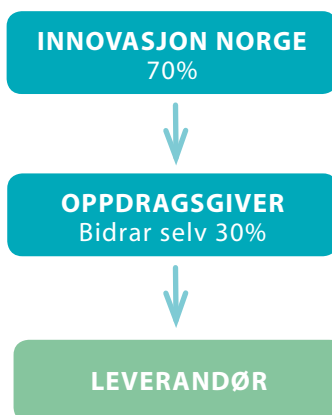 INNOVASJON NORGE
70%
OPPDRAGSGIVER
Bidrar selv 30%
LEVERANDØR